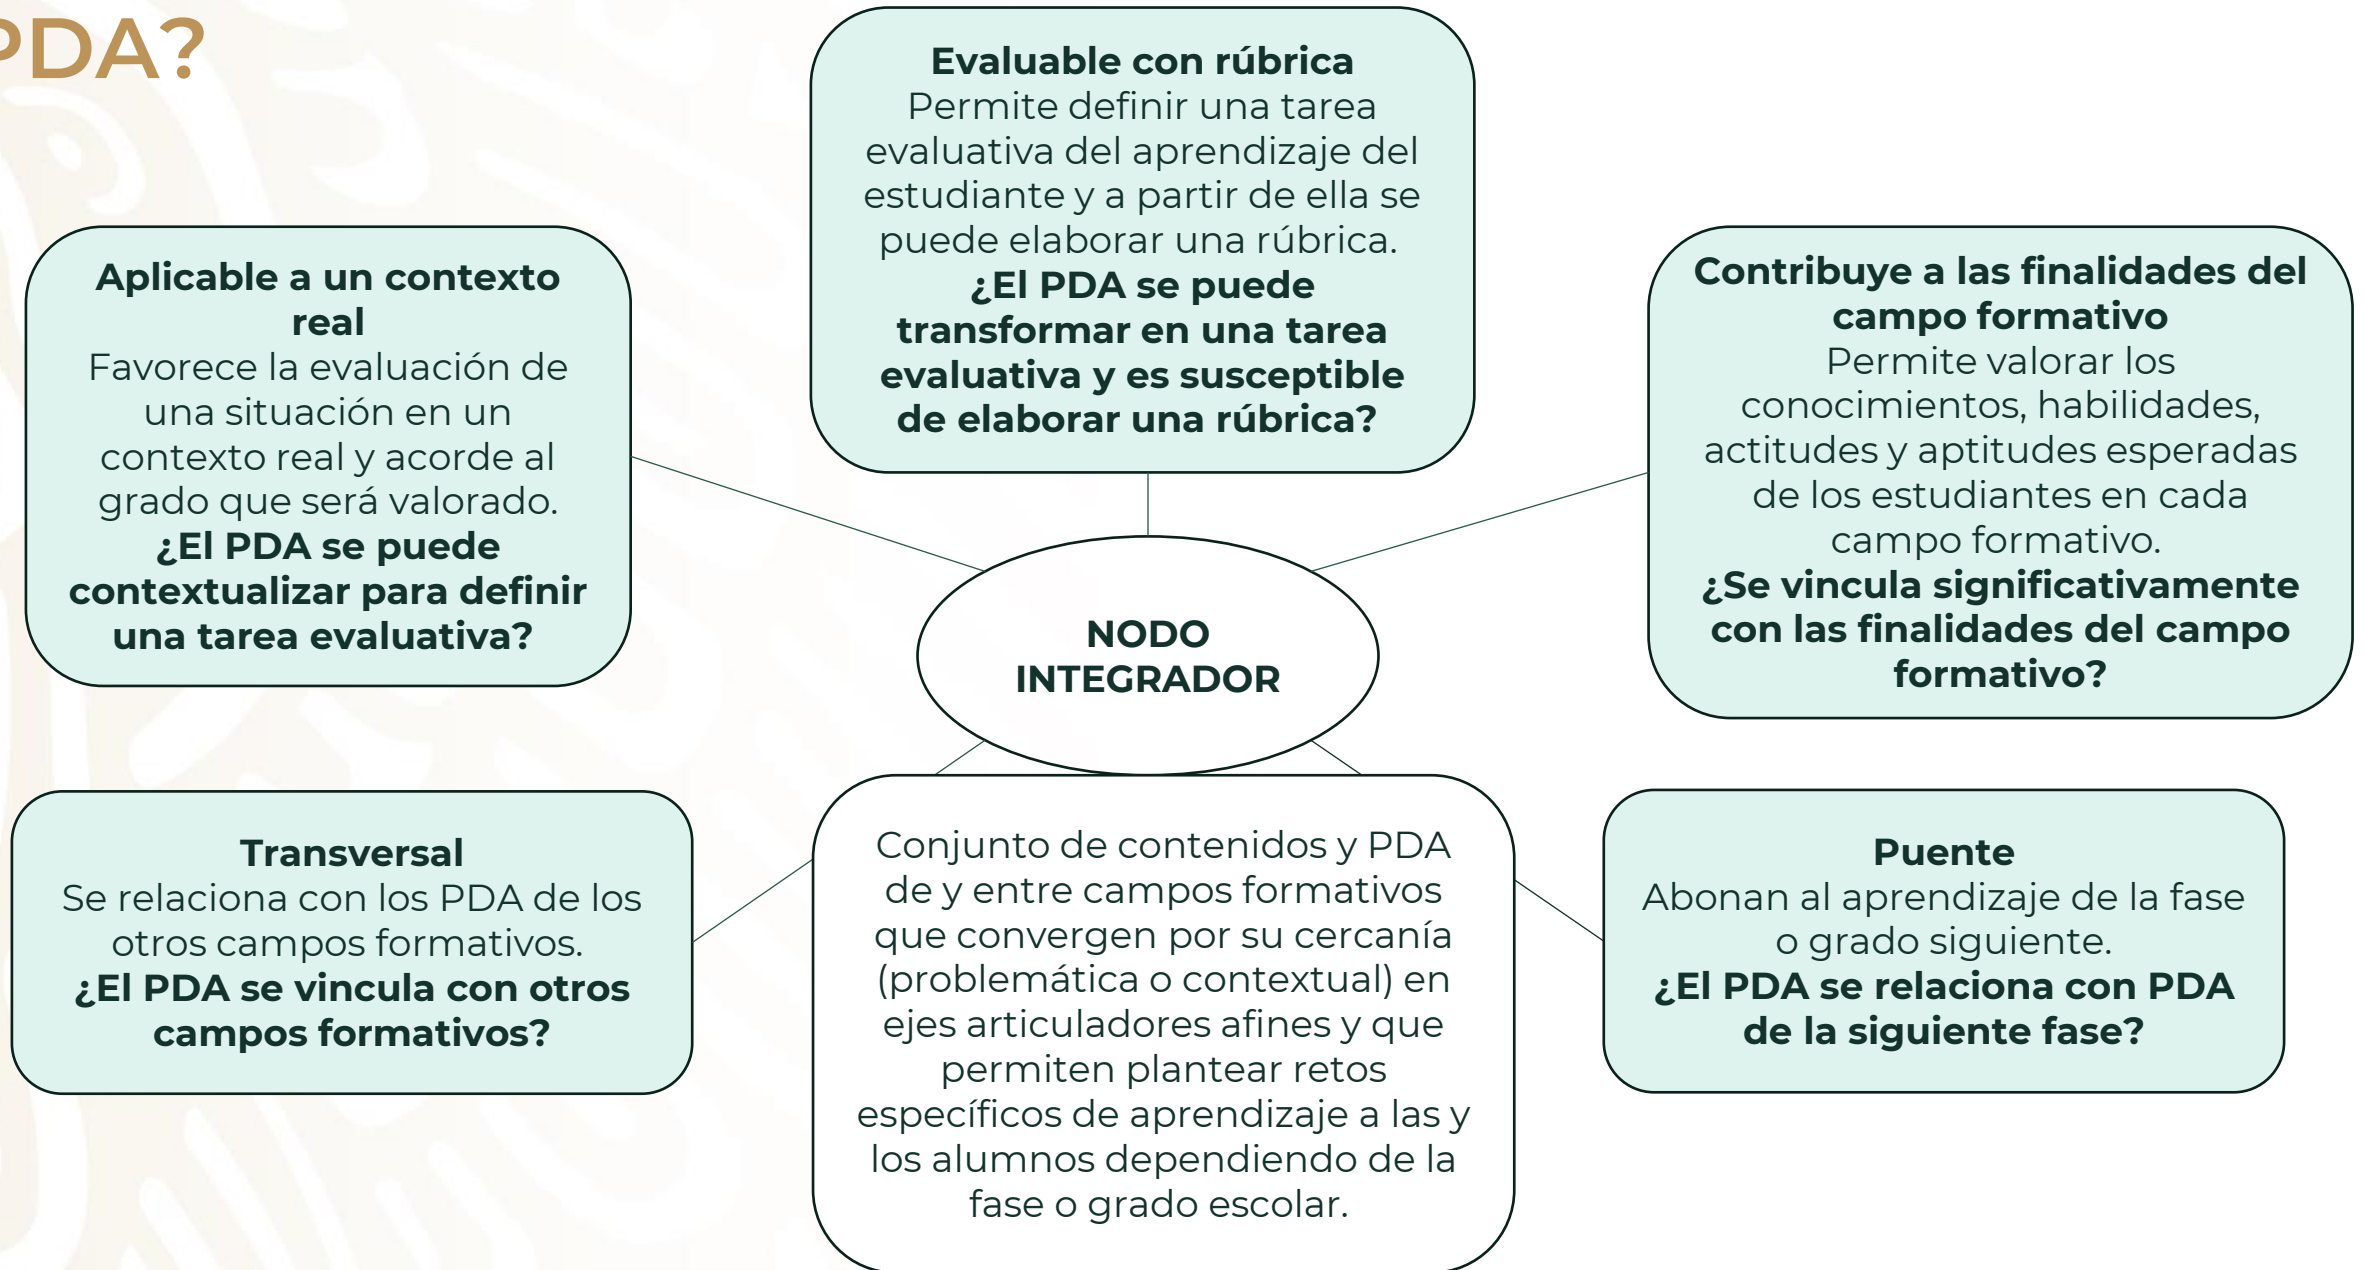 PDA?
Evaluable con rúbrica
Permite definir una tarea
evaluativa del aprendizaje del
estudiante y a partir de ella se
puede elaborar una rúbrica.
¿El PDA se puede
transformar en una tarea
evaluativa y es susceptible
de elaborar una rúbrica?
Aplicable a un contexto
real
Favorece la evaluación de
una situación en un
contexto real y acorde al
grado que será valorado.
¿El PDA se puede
contextualizar para definir
una tarea evaluativa?
Contribuye a las finalidades del
campo formativo
Permite valorar los
conocimientos, habilidades,
actitudes y aptitudes esperadas
de los estudiantes en cada
campo formativo.
¿Se vincula significativamente
con las finalidades del campo
formativo?
NODO
INTEGRADOR
Transversal
Se relaciona con los PDA de los
otros campos formativos.
¿El PDA se vincula con otros
campos formativos?
Conjunto de contenidos y PDA
de y entre campos formativos
que convergen por su cercanía
(problemática o contextual) en
ejes articuladores afines y que
permiten plantear retos
específicos de aprendizaje a las y
los alumnos dependiendo de la
fase o grado escolar.
Puente
Abonan al aprendizaje de la fase
o grado siguiente.
¿El PDA se relaciona con PDA
de la siguiente fase?